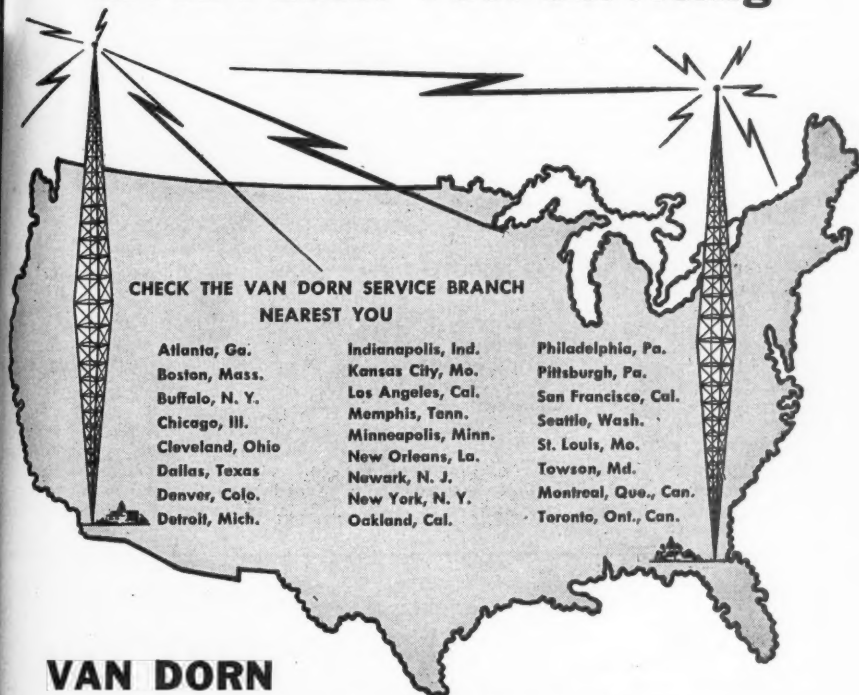 CHECK THE VAN DORN SERVICE BRANCH
NEAREST YOU
Atlanta, Ga.
Boston, Mass.
Buffalo, N. Y.
Chicago, Ill.
Cleveland, Ohio
Dallas, Texas
Denver, Colo.
Detroit, Mich.
Indianapolis, Ind.
Kansas City, Mo.
Los Angeles, Cal.
Memphis, Tenn.
Minneapolis, Minn.
New Orleans, La.
Newark, N. J.
New York, N. Y.
Oakland, Cal.
Philadelphia, Pa.
Pittsburgh, Pa.
San Francisco, Cal.
Seattle, Wash.
St. Louis, Mo.
Towson, Md.
Montreal, Que., Can.
Toronto, Ont., Can.
VAN DORN